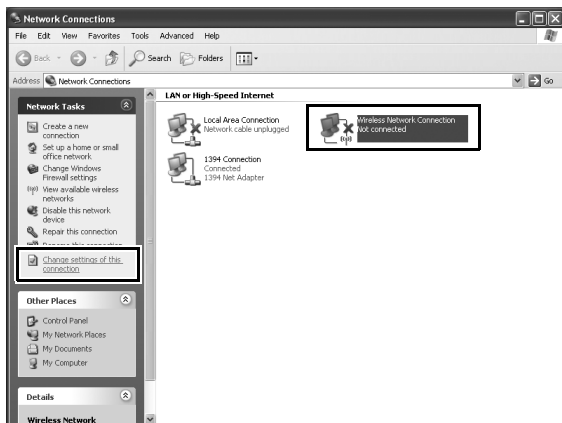 Network Connections
File Edit View Favorites Tools Advanced Help
Back Search Folders
Address Network Connections Go
Network Tasks
Create a new
connection
Set up a home or small
office network
Change Windows
Firewall settings
View available wireless
networks
Disable this network
device
Repair this connection
Rename this connection
Change settings of this
connection
Other Places
Control Panel
My Network Places
My Documents
My Computer
Details
Wireless Network
LAN or High-Speed Internet
Local Area Connection
Network cable unplugged
Wireless Network Connection
Not connected
1394 Connection
Connected
1394 Net Adapter